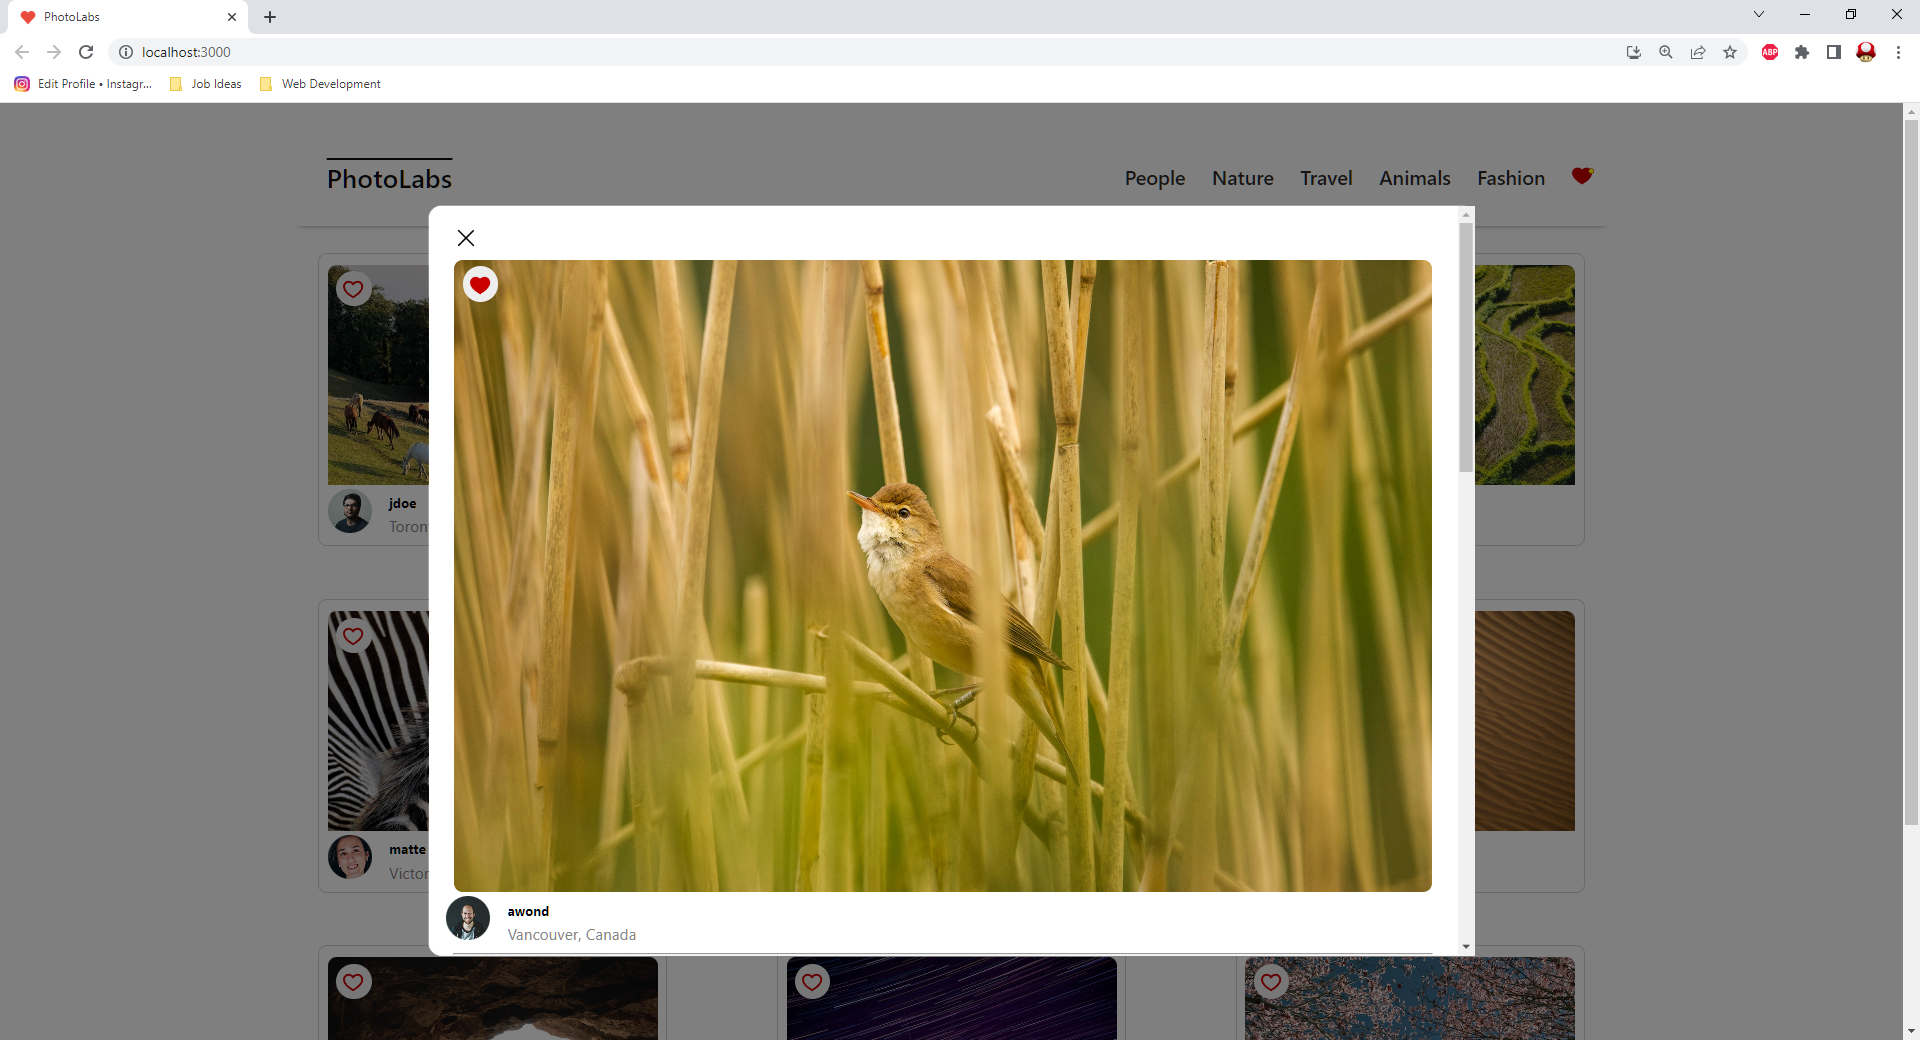 PhotoLabs
localhost:3000
Edit Profile • Instagr...
Job Ideas
Web Development
ABP
PhotoLabs
People
Nature
Travel
Animals
Fashion
jdoe
Toron
matte
Victor
awond
Vancouver, Canada